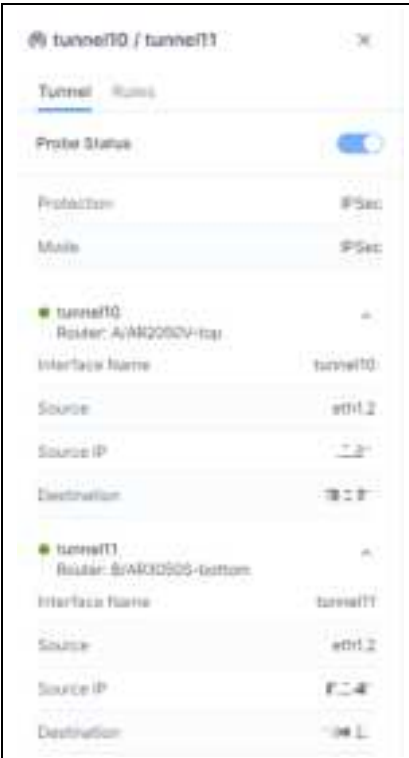 tunnel10 / tunnel11
Tunnel Rules
Probe Status
Protection IPSec
Mode IPSec
tunnel10
Router: A/AR2050V-top
Interface Name tunnel10
Source eth1.2
Source IP
Destination
tunnel11
Router: B/AR3050S-bottom
Interface Name tunnel11
Source eth1.2
Source IP
Destination